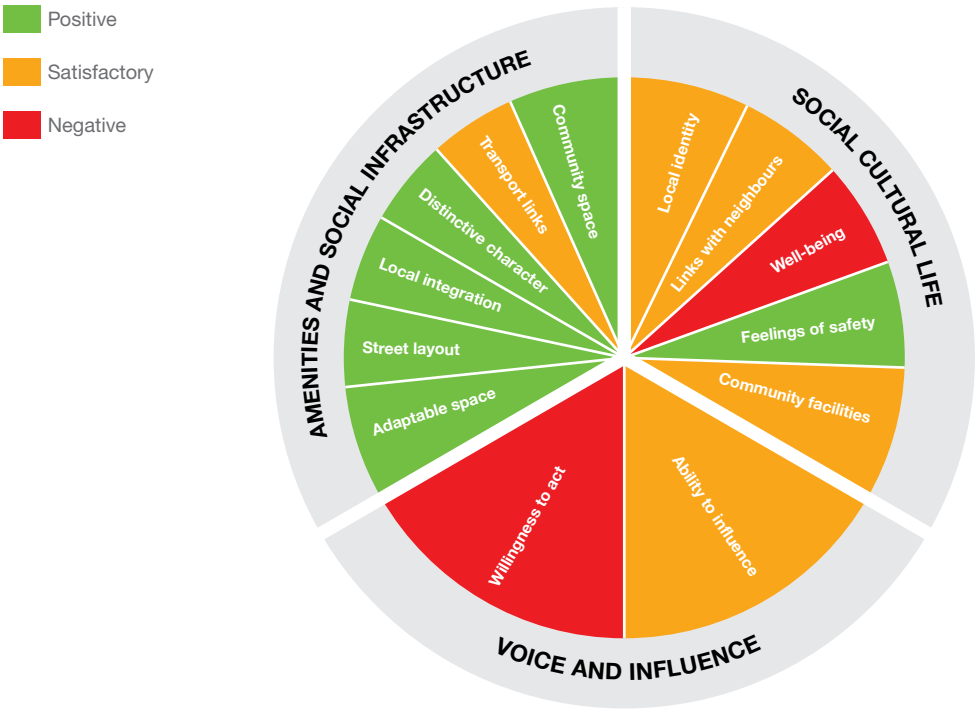 Positive
Satisfactory
Negative
AMENITIES AND SOCIAL INFRASTRUCTURE
SOCIAL CULTURAL LIFE
VOICE AND INFLUENCE
Community space
Transport links
Distinctive character
Local integration
Street layout
Adaptable space
Local identity
Links with neighbours
Well-being
Feelings of safety
Community facilities
Willingness to act
Ability to influence